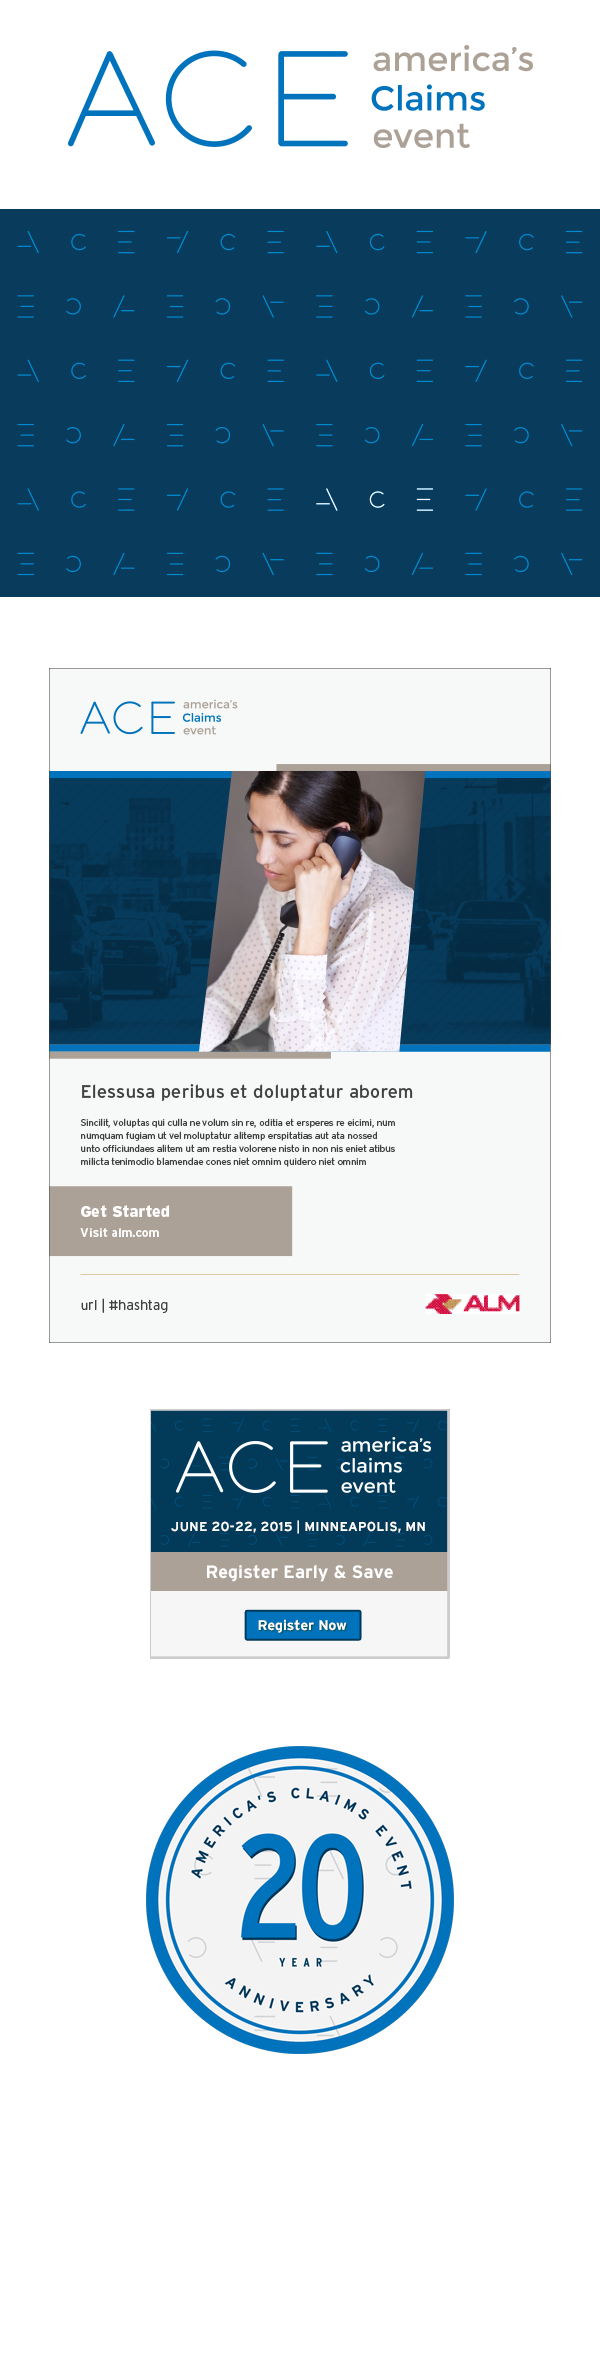 ACE america's
Claims
event
A C E A C E A C E A C E
E C A E C A E C A E C A
A C E A C E A C E A C E
E C A E C A E C A E C A
A C E A C E A C E A C E
E C A E C A E C A E C A
ACE america's
Claims
event
Elessusa peribus et doluptatur aborem
Sincilit, voluptas qui culla ne volum sin re, oditia et ersperes re eicimi, num
numquam fugiam ut vel moluptatur alitemp erspitatias aut ata nossed
unto officiundaes alitem ut am restia volorene nisto in non nis eniet atibus
milicta tenimodio blamendae cones niet omnim quidero niet omnim
Get Started
Visit alm.com
url | #hashtag
ALM
ACE america's
claims
event
JUNE 20-22, 2015 | MINNEAPOLIS, MN
Register Early & Save
Register Now
AMERICA'S CLAIMS EVENT
20
YEAR
ANNIVERSARY